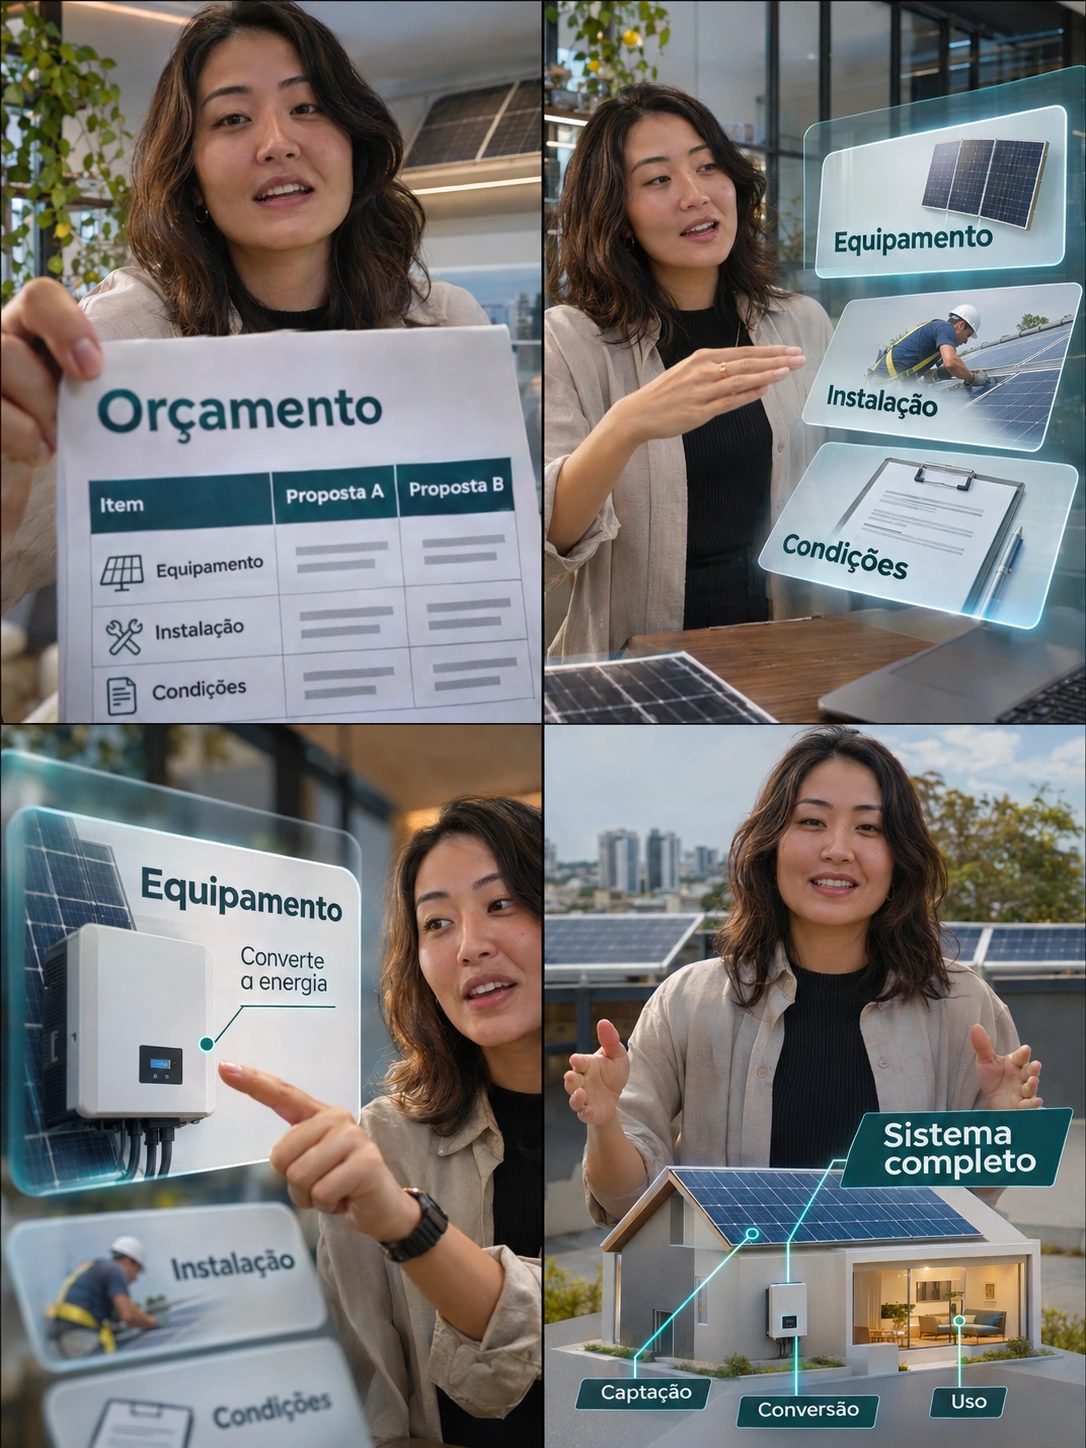 Orçamento
Item
Proposta A
Proposta B
Equipamento
Instalação
Condições
Equipamento
Instalação
Condições
Equipamento
Converte
a energia
Instalação
Condições
Sistema
completo
Captação
Conversão
Uso